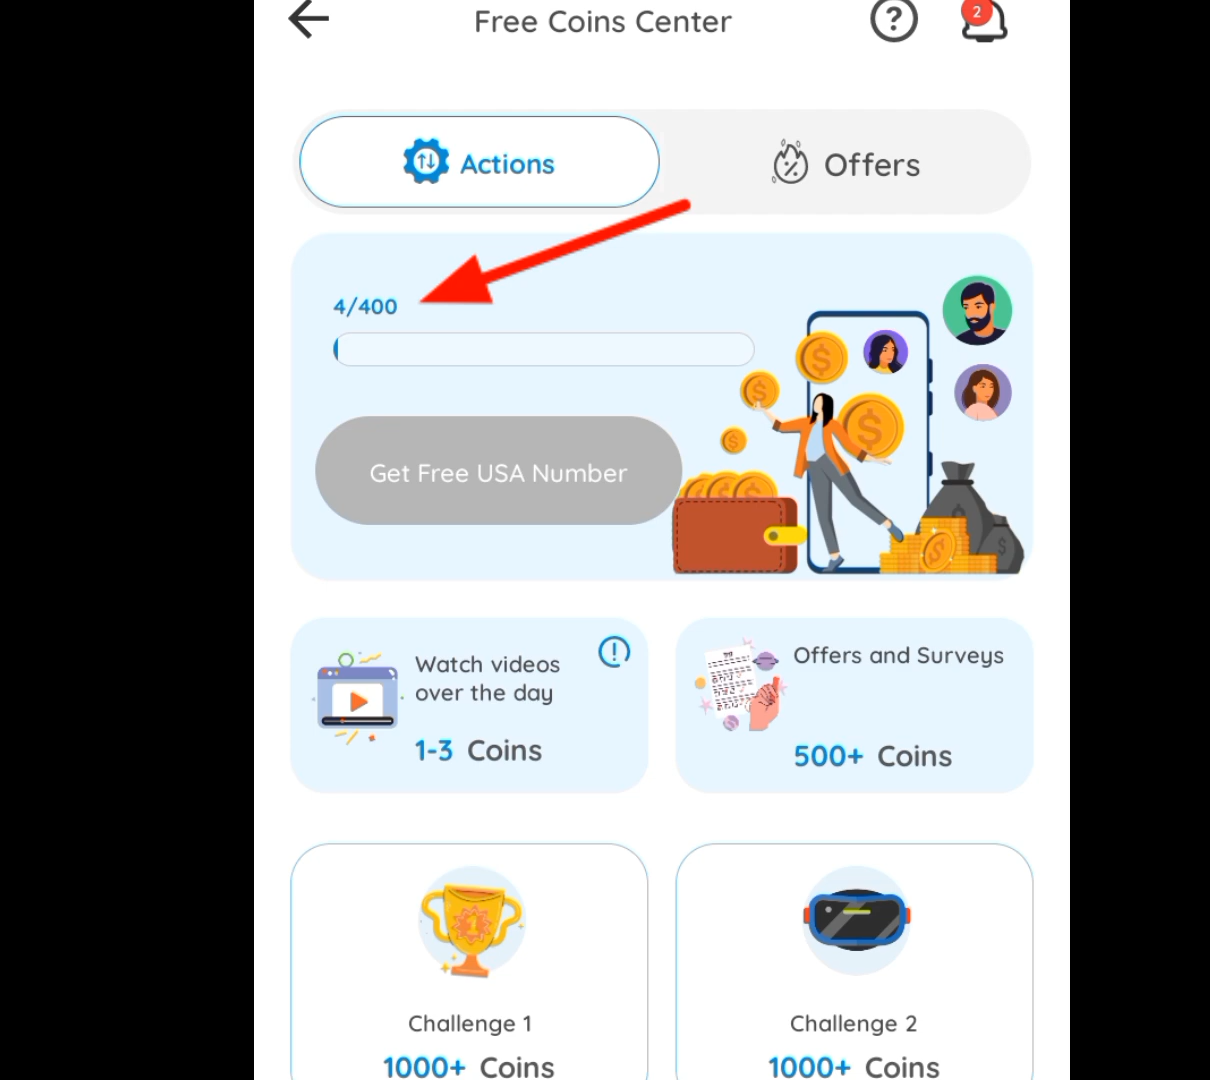 Free Coins Center
2
Actions
Offers
4/400
Get Free USA Number
Watch videos
over the day
1-3 Coins
Offers and Surveys
500+ Coins
Challenge 1
1000+ Coins
Challenge 2
1000+ Coins